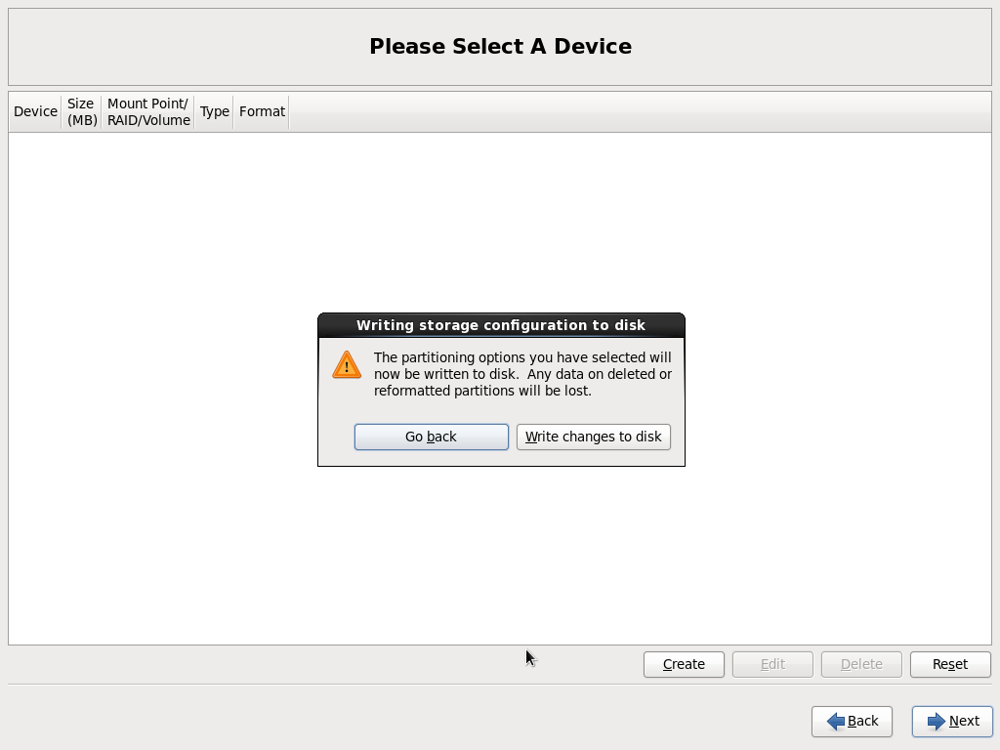 Please Select A Device
Device
Size
(MB)
Mount Point/
RAID/Volume
Type
Format
Writing storage configuration to disk
The partitioning options you have selected will
now be written to disk.  Any data on deleted or
reformatted partitions will be lost.
Go back
Write changes to disk
Create
Edit
Delete
Reset
Back
Next